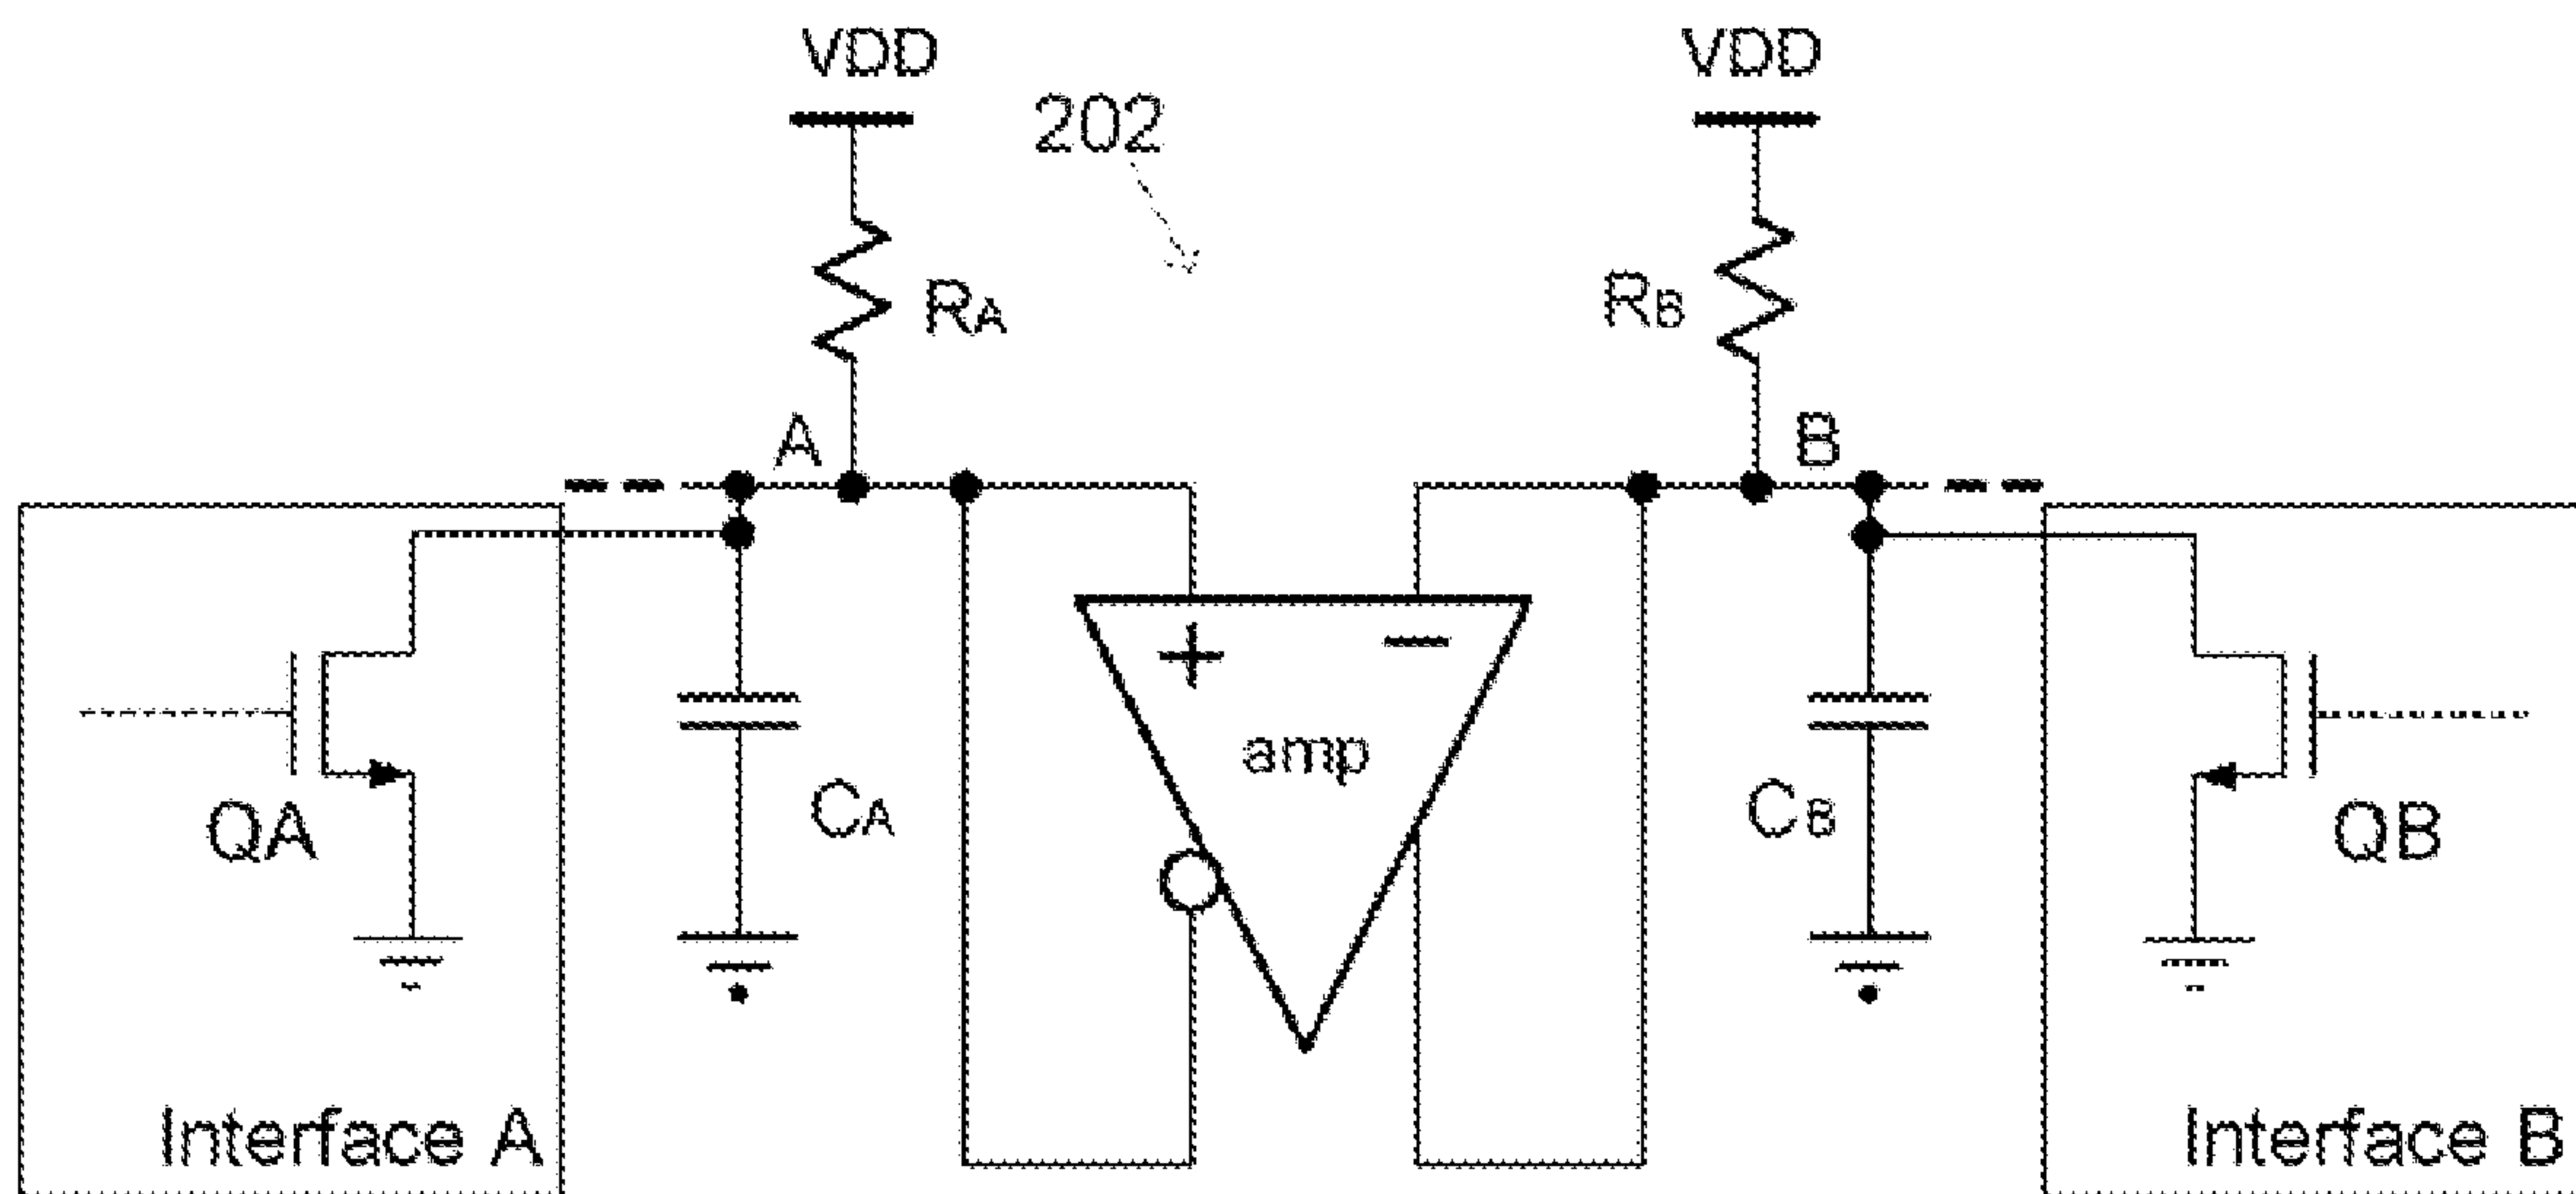 VDD
VDD
202
RA
RB
A
B
+
−
amp
CA
CB
QA
QB
Interface A
Interface B